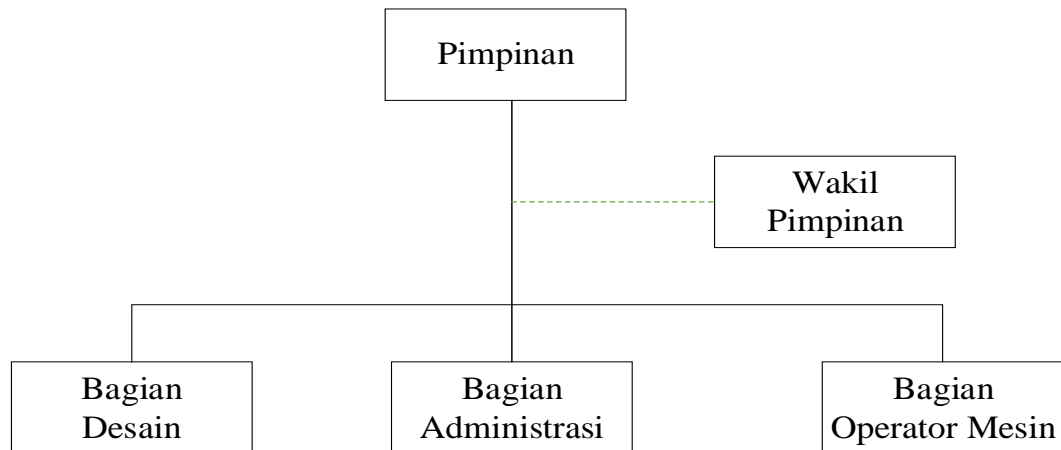 Pimpinan
Wakil
Pimpinan
Bagian
Desain
Bagian
Administrasi
Bagian
Operator Mesin